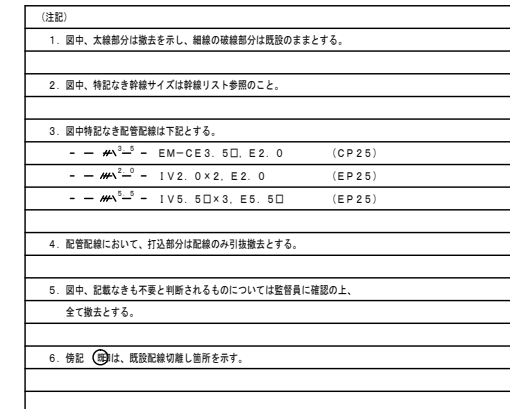 (注記)
1. 図中、太線部分は撤去を示し、細線の破線部分は既設のままとする。
2. 図中、特記なき幹線サイズは幹線リスト参照のこと。
3. 図中特記なき配管配線は下記とする。
3.5 EM-CE3.5□, E2.0 (CP25)
2.0 IV2.0×2, E2.0 (EP25)
5.5 IV5.5□×3, E5.5□ (EP25)
4. 配管配線において、打込部分は配線のみ引抜撤去とする。
5. 図中、記載なきも不要と判断されるものについては監督員に確認の上、
全て撤去とする。
6. 傍記 は、既設配線切離し箇所を示す。